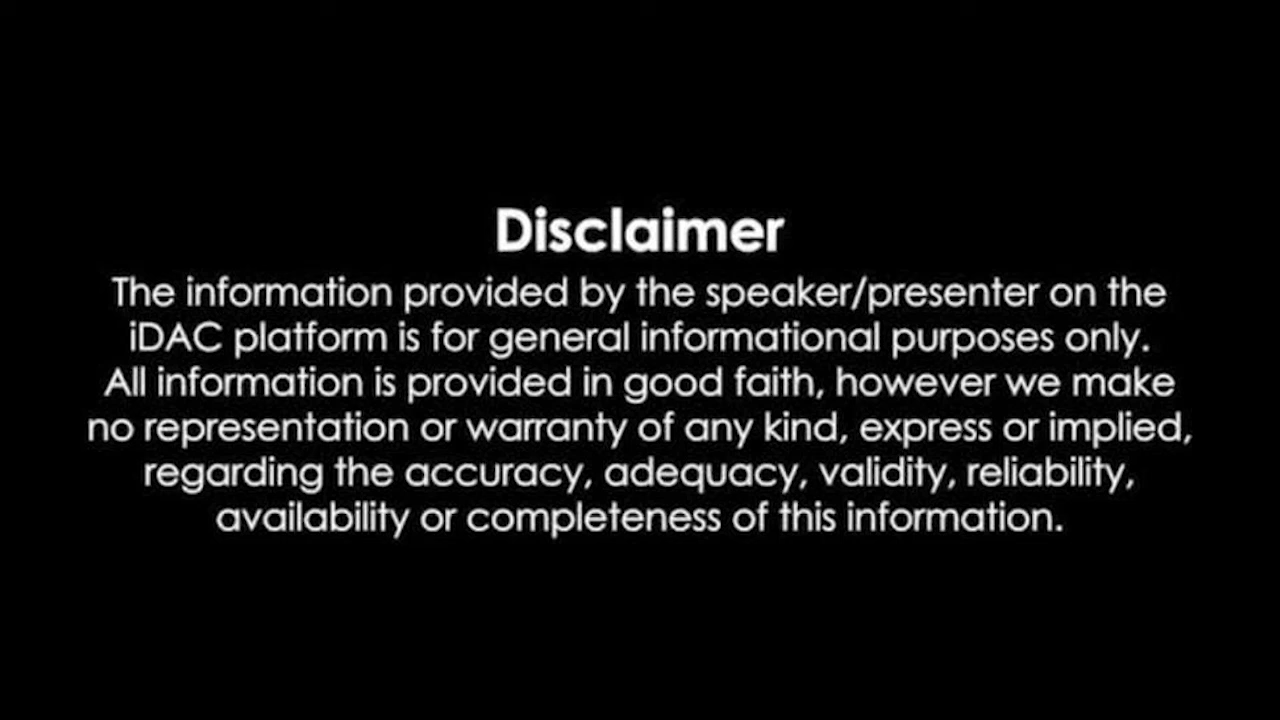 Disclaimer
The information provided by the speaker/presenter on the
iDAC platform is for general informational purposes only.
All information is provided in good faith, however we make
no representation or warranty of any kind, express or implied,
regarding the accuracy, adequacy, validity, reliability,
availability or completeness of this information.